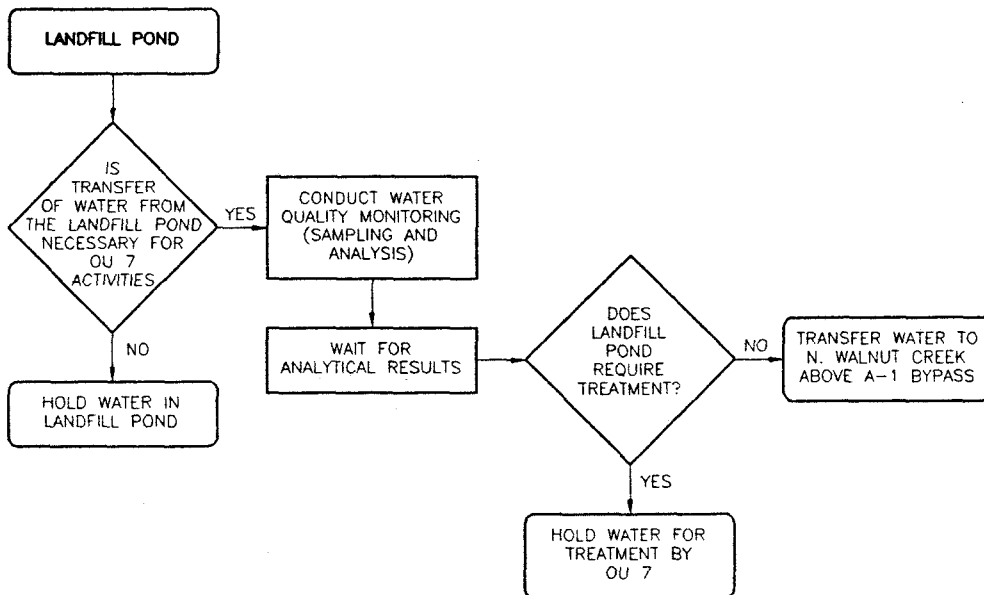 LANDFILL POND
IS
TRANSFER
OF WATER FROM
THE LANDFILL POND
NECESSARY FOR
OU 7
ACTIVITIES
YES
CONDUCT WATER
QUALITY MONITORING
(SAMPLING AND
ANALYSIS)
NO
HOLD WATER IN
LANDFILL POND
WAIT FOR
ANALYTICAL RESULTS
DOES
LANDFILL
POND
REQUIRE
TREATMENT?
NO
TRANSFER WATER TO
N. WALNUT CREEK
ABOVE A-1 BYPASS
YES
HOLD WATER FOR
TREATMENT BY
OU 7